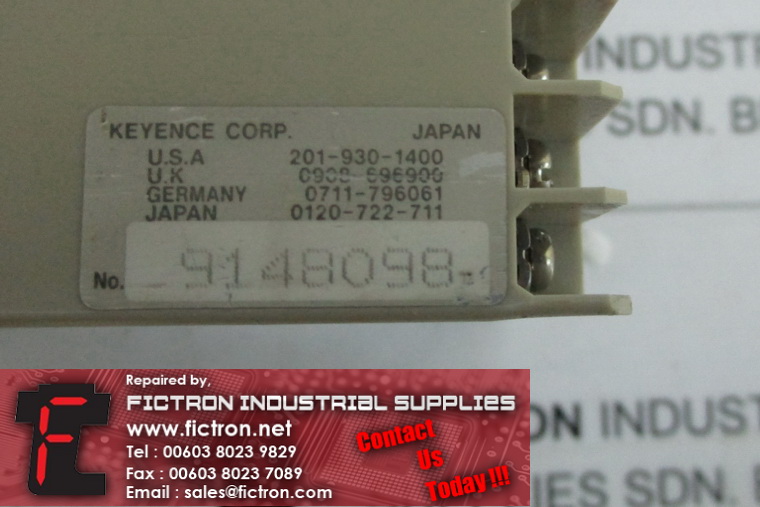 KEYENCE CORP. JAPAN
U.S.A 201-930-1400
U.K 0908-696900
GERMANY 0711-796061
JAPAN 0120-722-711
No. 9148098
INDUST
SDN. B
ON INDUST
IES SDN. B
Repaired by,
FICTRON INDUSTRIAL SUPPLIES
www.fictron.net
Tel : 00603 8023 9829
Fax : 00603 8023 7089
Email : sales@fictron.com
Contact
Us
Today !!!